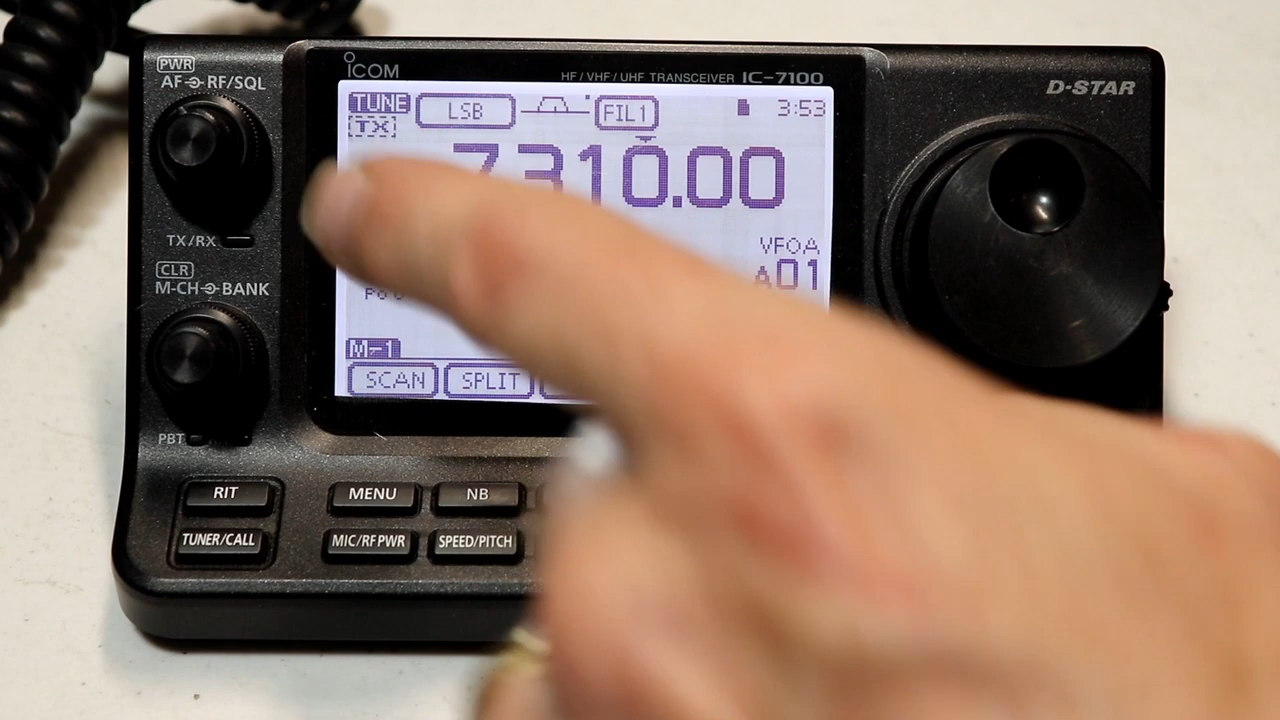 PWR
AF RF/SQL
ICOM
HF/VHF/UHF TRANSCEIVER IC-7100
D-STAR
TUNE LSB FIL1 3:53
TX
7310.00
TX/RX
VFOA
A01
CLR
M-CH BANK
Po
M-1
SCAN SPLIT
PBT
RIT MENU NB
TUNER/CALL MIC/RF PWR SPEED/PITCH